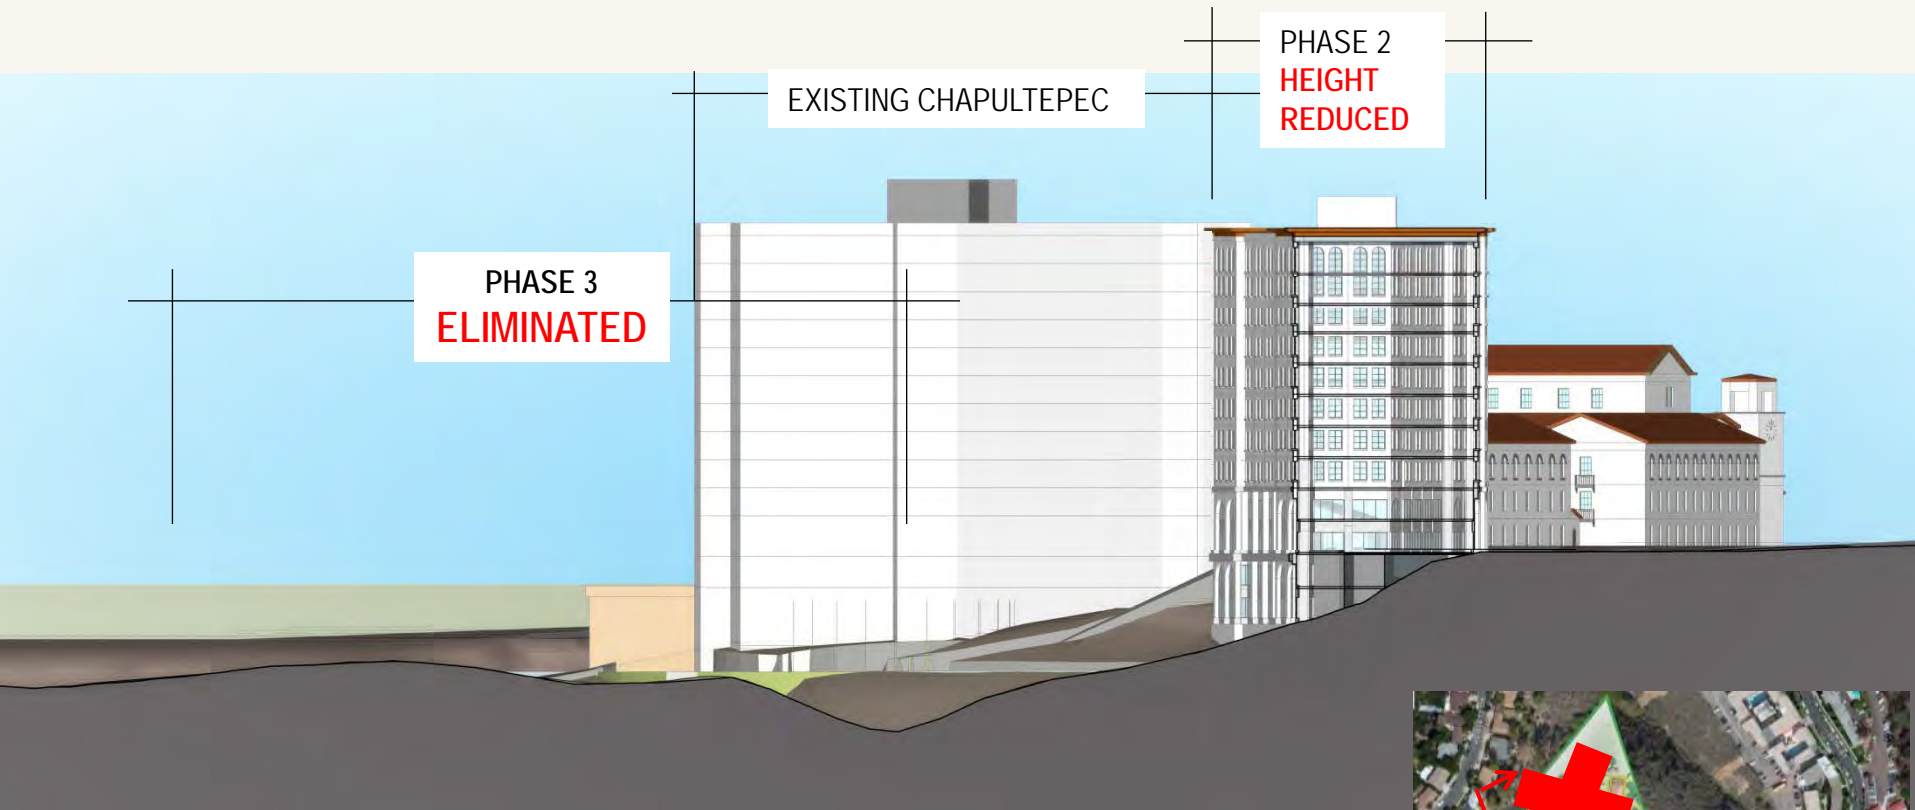 PHASE 2
HEIGHT
REDUCED
EXISTING CHAPULTEPEC
PHASE 3
ELIMINATED